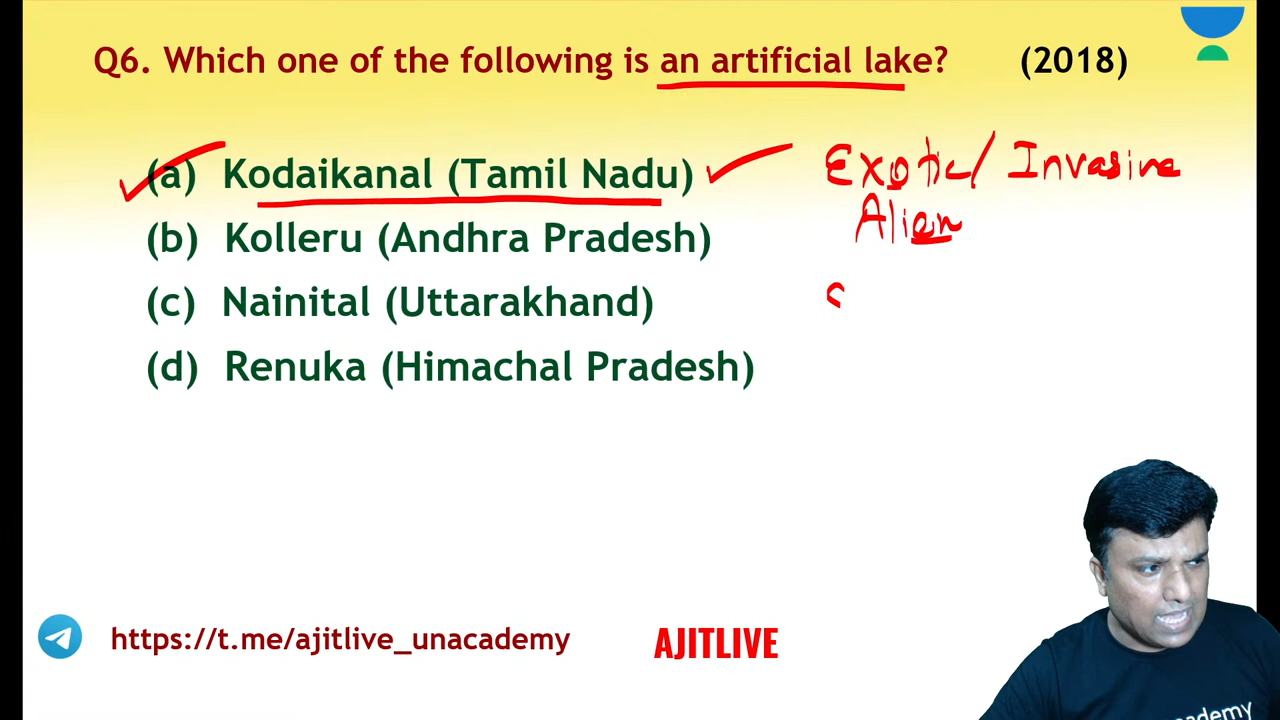 Q6. Which one of the following is an artificial lake? (2018)
(a) Kodaikanal (Tamil Nadu)
Exotic/ Invasive
Alien
(b) Kolleru (Andhra Pradesh)
(c) Nainital (Uttarakhand)
(d) Renuka (Himachal Pradesh)
https://t.me/ajitlive_unacademy
AJITLIVE